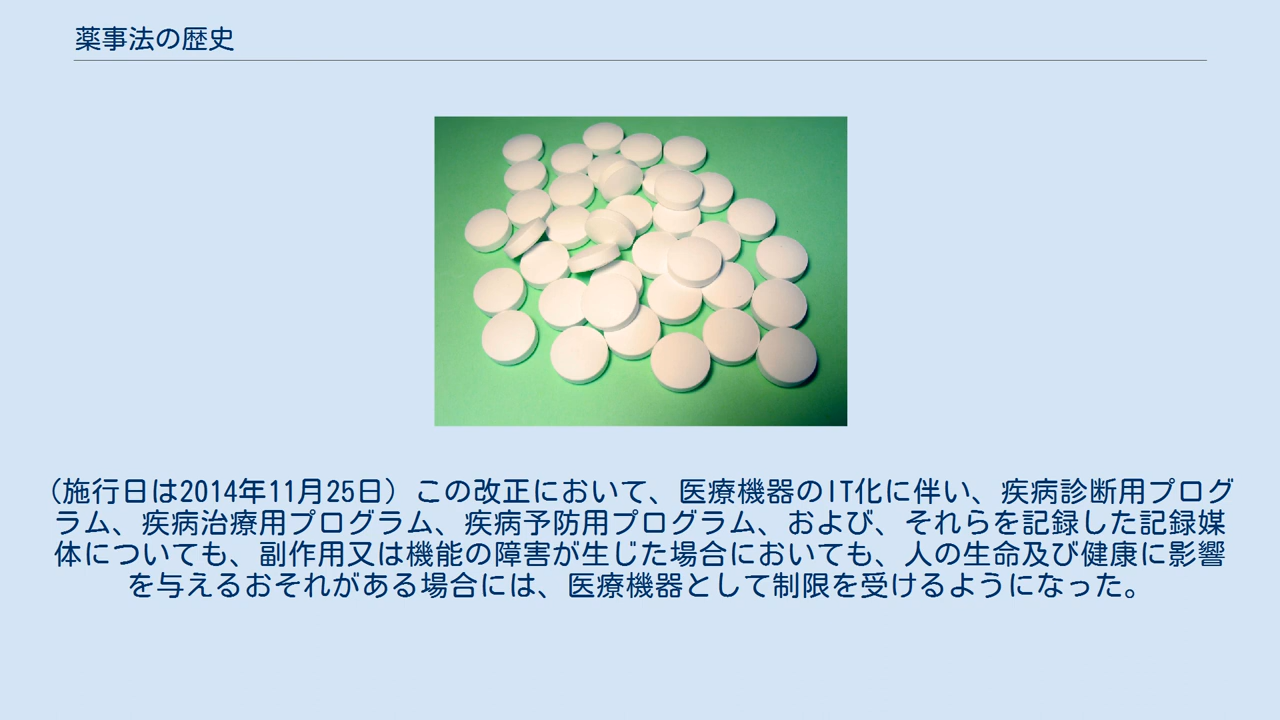 薬事法の歴史
（施行日は2014年11月25日）この改正において、医療機器のIT化に伴い、疾病診断用プログ
ラム、疾病治療用プログラム、疾病予防用プログラム、および、それらを記録した記録媒
体についても、副作用又は機能の障害が生じた場合においても、人の生命及び健康に影響
を与えるおそれがある場合には、医療機器として制限を受けるようになった。